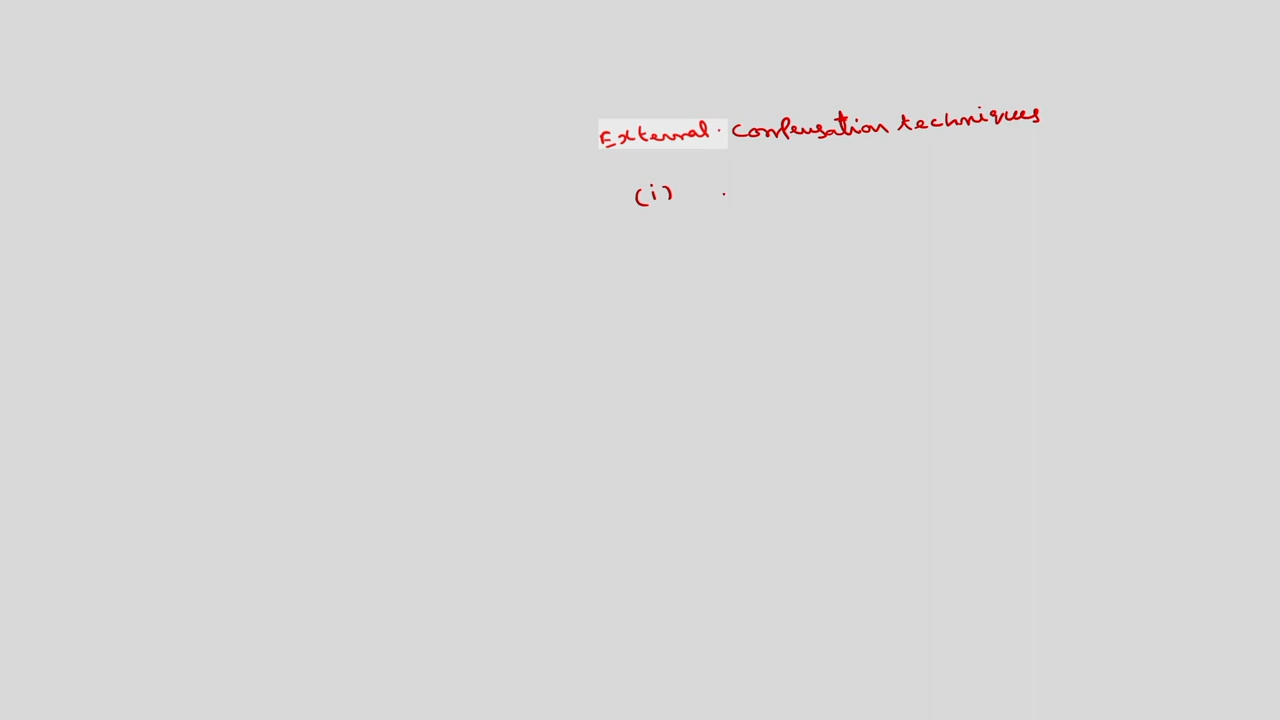 External. Compensation techniques
(i) .